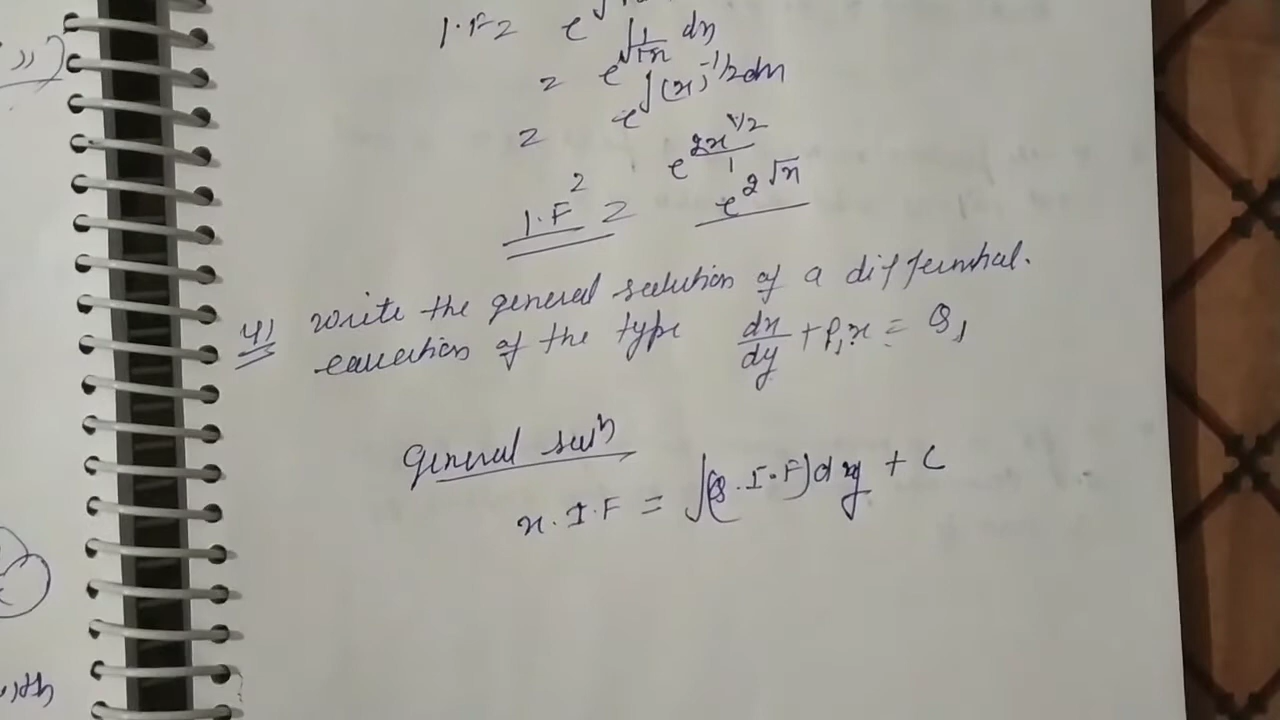 I.F = e
= e^∫1/√x dx
= e^∫(x)^-1/2 dx
= e^2x^1/2/1
I.F = e^2√x
4) Write the general solution of a differential.
equation of the type dx/dy + P₁x = Q₁
General solⁿ
x. I.F = ∫(Q. I.F)dy + C